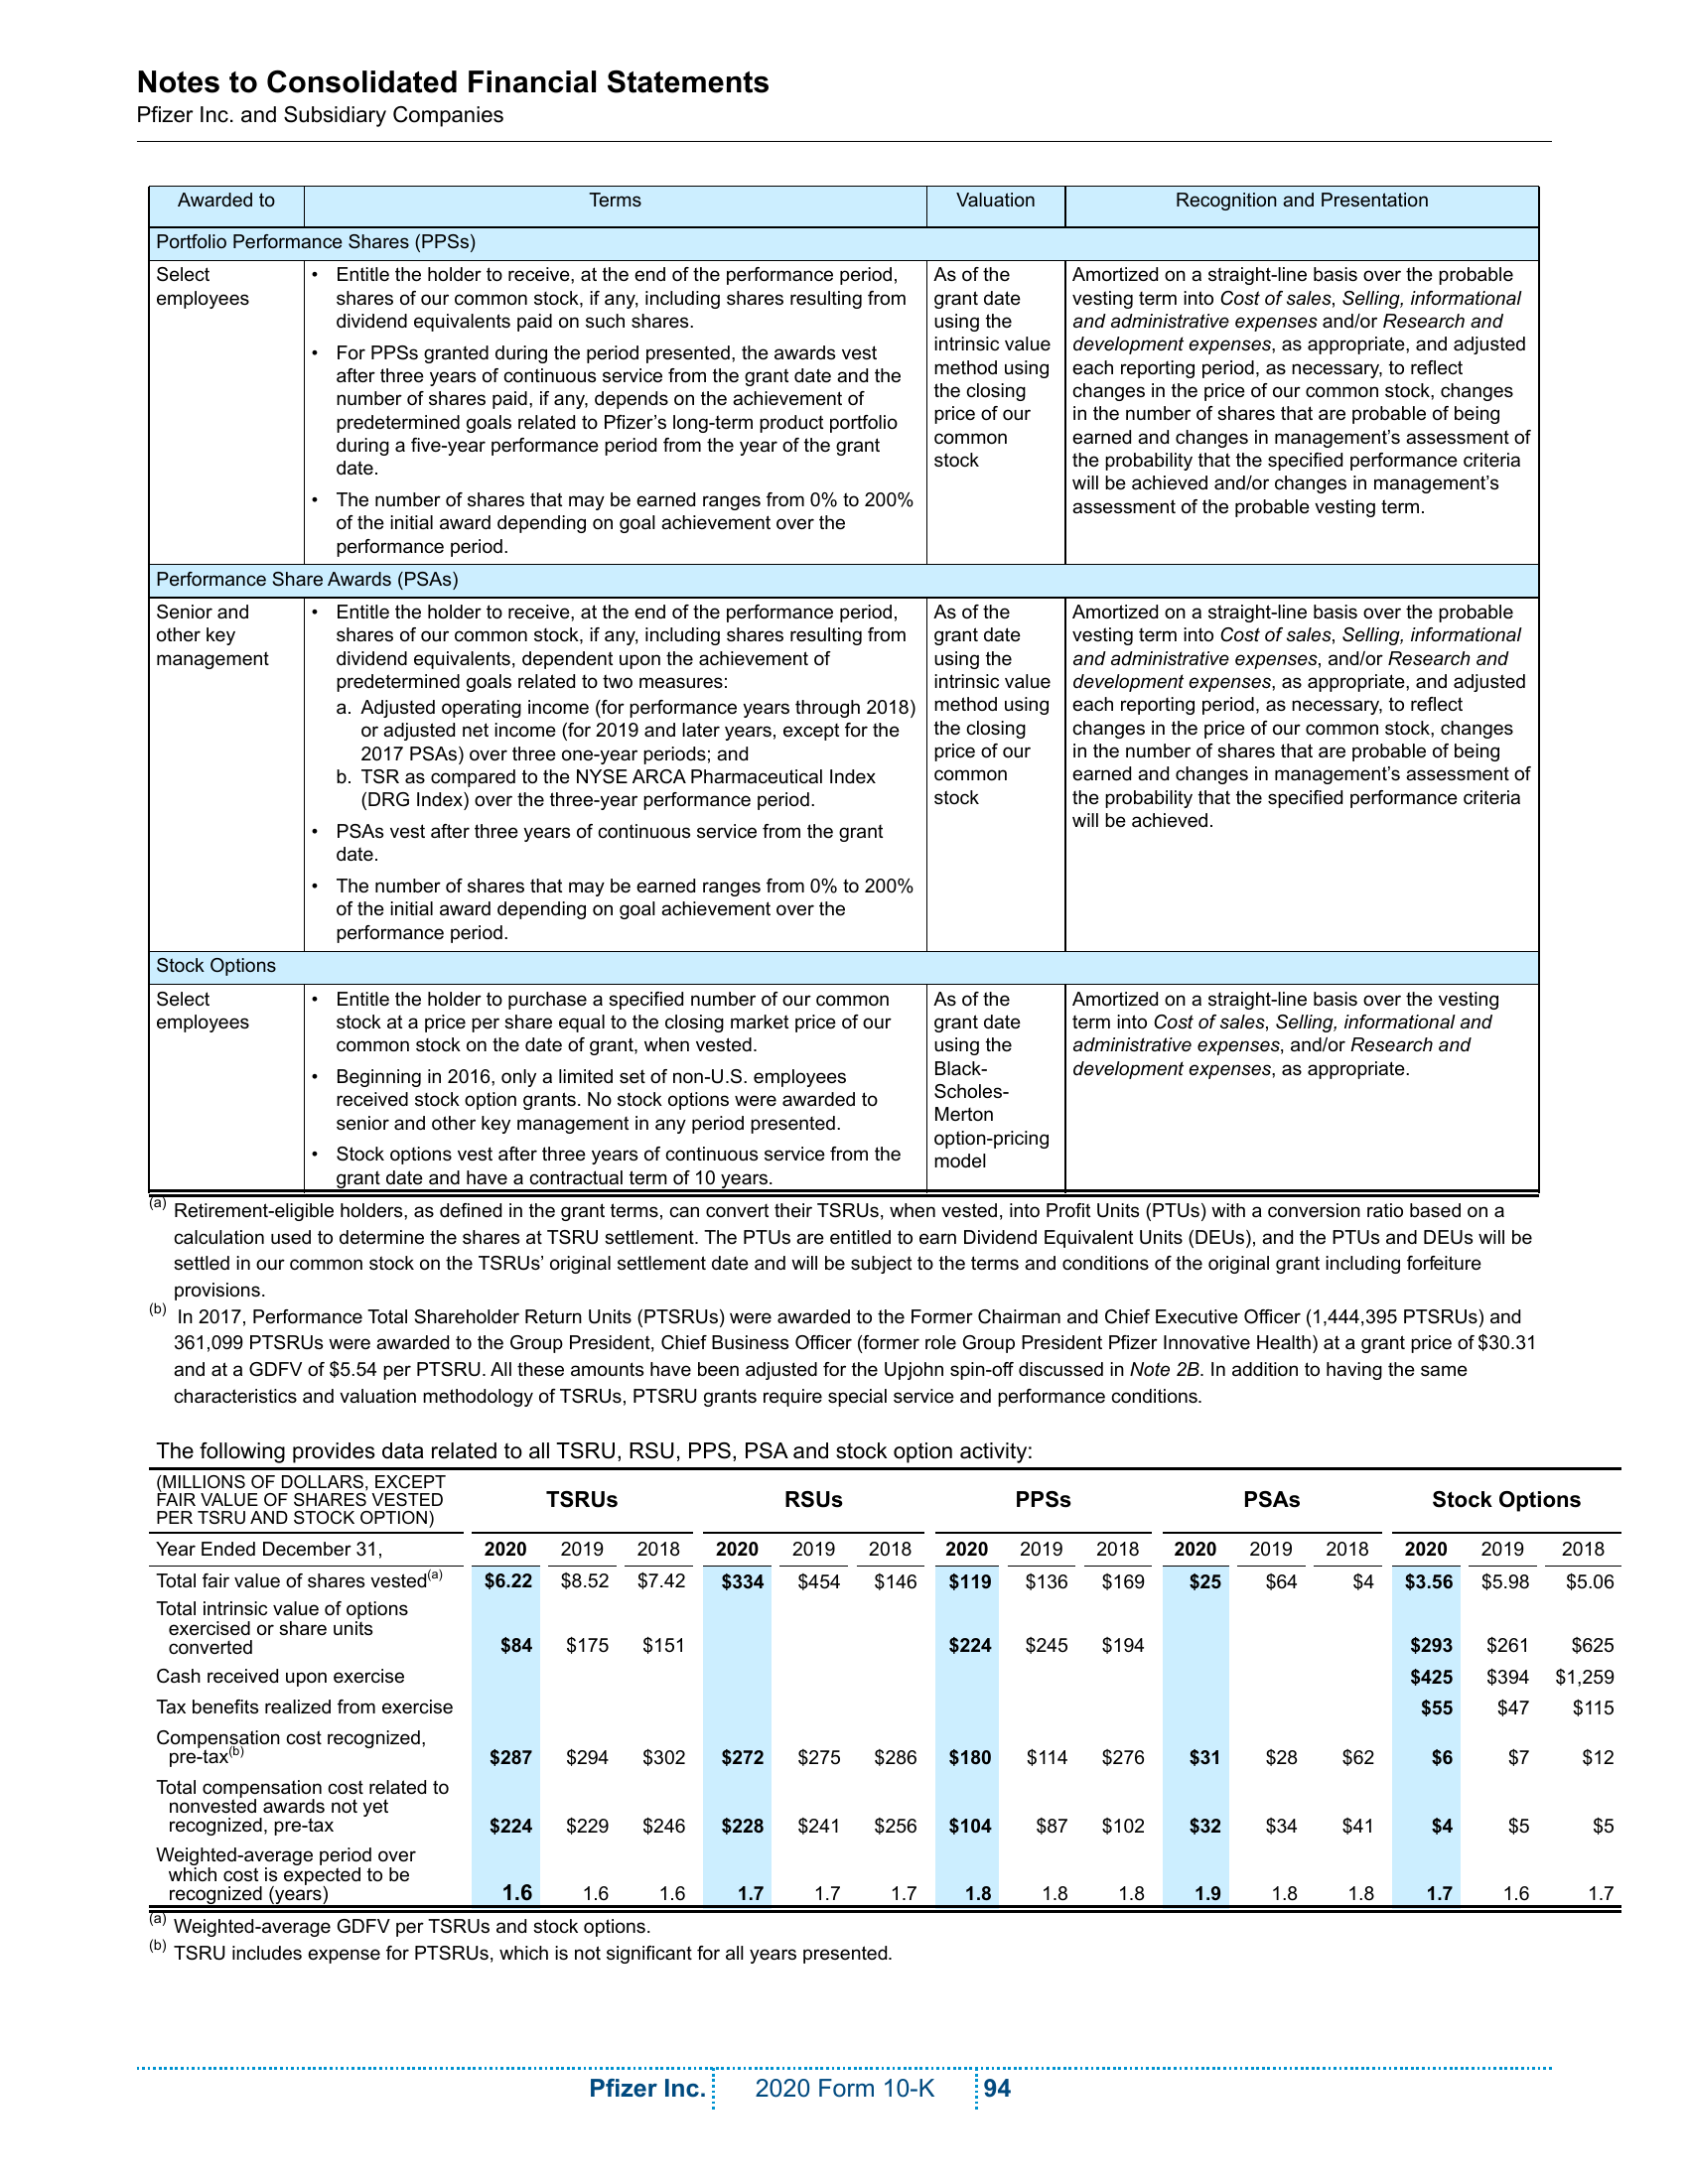 Notes to Consolidated Financial Statements
Pfizer Inc. and Subsidiary Companies
Awarded to Terms Valuation Recognition and Presentation
Portfolio Performance Shares (PPSs)
Select
employees
• Entitle the holder to receive, at the end of the performance period,
shares of our common stock, if any, including shares resulting from
dividend equivalents paid on such shares.
• For PPSs granted during the period presented, the awards vest
after three years of continuous service from the grant date and the
number of shares paid, if any, depends on the achievement of
predetermined goals related to Pfizer’s long-term product portfolio
during a five-year performance period from the year of the grant
date.
• The number of shares that may be earned ranges from 0% to 200%
of the initial award depending on goal achievement over the
performance period.
As of the
grant date
using the
intrinsic value
method using
the closing
price of our
common
stock
Amortized on a straight-line basis over the probable
vesting term into Cost of sales, Selling, informational
and administrative expenses and/or Research and
development expenses, as appropriate, and adjusted
each reporting period, as necessary, to reflect
changes in the price of our common stock, changes
in the number of shares that are probable of being
earned and changes in management’s assessment of
the probability that the specified performance criteria
will be achieved and/or changes in management’s
assessment of the probable vesting term.
Performance Share Awards (PSAs)
Senior and
other key
management
• Entitle the holder to receive, at the end of the performance period,
shares of our common stock, if any, including shares resulting from
dividend equivalents, dependent upon the achievement of
predetermined goals related to two measures:
a. Adjusted operating income (for performance years through 2018)
or adjusted net income (for 2019 and later years, except for the
2017 PSAs) over three one-year periods; and
b. TSR as compared to the NYSE ARCA Pharmaceutical Index
(DRG Index) over the three-year performance period.
• PSAs vest after three years of continuous service from the grant
date.
• The number of shares that may be earned ranges from 0% to 200%
of the initial award depending on goal achievement over the
performance period.
As of the
grant date
using the
intrinsic value
method using
the closing
price of our
common
stock
Amortized on a straight-line basis over the probable
vesting term into Cost of sales, Selling, informational
and administrative expenses, and/or Research and
development expenses, as appropriate, and adjusted
each reporting period, as necessary, to reflect
changes in the price of our common stock, changes
in the number of shares that are probable of being
earned and changes in management’s assessment of
the probability that the specified performance criteria
will be achieved.
Stock Options
Select
employees
• Entitle the holder to purchase a specified number of our common
stock at a price per share equal to the closing market price of our
common stock on the date of grant, when vested.
• Beginning in 2016, only a limited set of non-U.S. employees
received stock option grants. No stock options were awarded to
senior and other key management in any period presented.
• Stock options vest after three years of continuous service from the
grant date and have a contractual term of 10 years.
As of the
grant date
using the
Black-
Scholes-
Merton
option-pricing
model
Amortized on a straight-line basis over the vesting
term into Cost of sales, Selling, informational and
administrative expenses, and/or Research and
development expenses, as appropriate.
(a) Retirement-eligible holders, as defined in the grant terms, can convert their TSRUs, when vested, into Profit Units (PTUs) with a conversion ratio based on a
calculation used to determine the shares at TSRU settlement. The PTUs are entitled to earn Dividend Equivalent Units (DEUs), and the PTUs and DEUs will be
settled in our common stock on the TSRUs’ original settlement date and will be subject to the terms and conditions of the original grant including forfeiture
provisions.
(b) In 2017, Performance Total Shareholder Return Units (PTSRUs) were awarded to the Former Chairman and Chief Executive Officer (1,444,395 PTSRUs) and
361,099 PTSRUs were awarded to the Group President, Chief Business Officer (former role Group President Pfizer Innovative Health) at a grant price of $30.31
and at a GDFV of $5.54 per PTSRU. All these amounts have been adjusted for the Upjohn spin-off discussed in Note 2B. In addition to having the same
characteristics and valuation methodology of TSRUs, PTSRU grants require special service and performance conditions.
The following provides data related to all TSRU, RSU, PPS, PSA and stock option activity:
(MILLIONS OF DOLLARS, EXCEPT
FAIR VALUE OF SHARES VESTED
PER TSRU AND STOCK OPTION)
TSRUs RSUs PPSs PSAs Stock Options
Year Ended December 31, 2020 2019 2018 2020 2019 2018 2020 2019 2018 2020 2019 2018 2020 2019 2018
Total fair value of shares vested(a) $6.22 $8.52 $7.42 $334 $454 $146 $119 $136 $169 $25 $64 $4 $3.56 $5.98 $5.06
Total intrinsic value of options
exercised or share units
converted $84 $175 $151 $224 $245 $194 $293 $261 $625
Cash received upon exercise $425 $394 $1,259
Tax benefits realized from exercise $55 $47 $115
Compensation cost recognized,
pre-tax(b) $287 $294 $302 $272 $275 $286 $180 $114 $276 $31 $28 $62 $6 $7 $12
Total compensation cost related to
nonvested awards not yet
recognized, pre-tax $224 $229 $246 $228 $241 $256 $104 $87 $102 $32 $34 $41 $4 $5 $5
Weighted-average period over
which cost is expected to be
recognized (years) 1.6 1.6 1.6 1.7 1.7 1.7 1.8 1.8 1.8 1.9 1.8 1.8 1.7 1.6 1.7
(a) Weighted-average GDFV per TSRUs and stock options.
(b) TSRU includes expense for PTSRUs, which is not significant for all years presented.
Pfizer Inc. 2020 Form 10-K 94